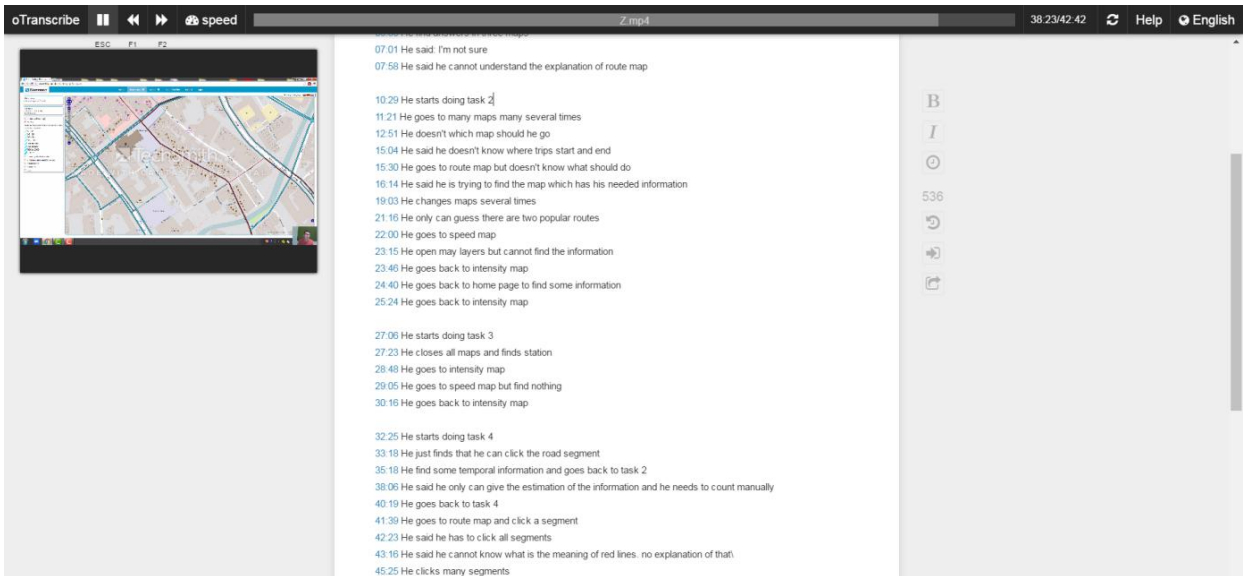 oTranscribe speed Z.mp4 38:23/42:42 Help English
ESC F1 F2
07:01 He said: I'm not sure
07:58 He said he cannot understand the explanation of route map
10:29 He starts doing task 2
11:21 He goes to many maps many several times
12:51 He doesn't which map should he go
15:04 He said he doesn't know where trips start and end
15:30 He goes to route map but doesn't know what should do
16:14 He said he is trying to find the map which has his needed information
19:03 He changes maps several times
21:16 He only can guess there are two popular routes
22:00 He goes to speed map
23:15 He open may layers but cannot find the information
23:46 He goes back to intensity map
24:40 He goes back to home page to find some information
25:24 He goes back to intensity map
27:06 He starts doing task 3
27:23 He closes all maps and finds station
28:48 He goes to intensity map
29:05 He goes to speed map but find nothing
30:16 He goes back to intensity map
32:25 He starts doing task 4
33:18 He just finds that he can click the road segment
35:18 He find some temporal information and goes back to task 2
38:06 He said he only can give the estimation of the information and he needs to count manually
40:19 He goes back to task 4
41:39 He goes to route map and click a segment
42:23 He said he has to click all segments
43:16 He said he cannot know what is the meaning of red lines. no explanation of that\
45:25 He clicks many segments
B
I
536